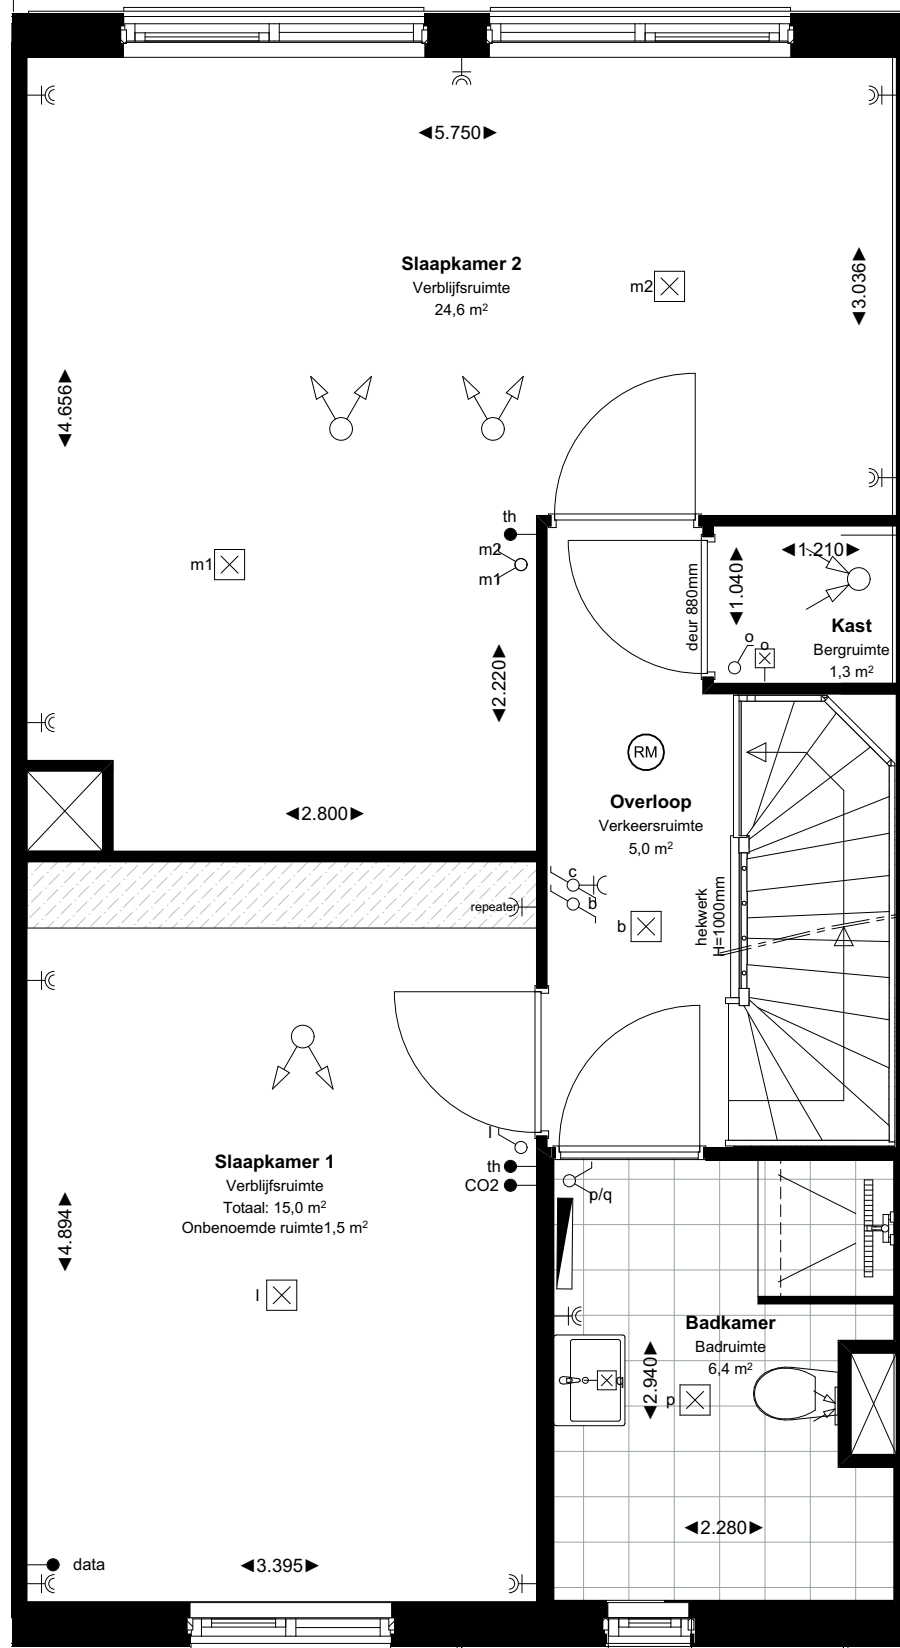 5.750
Slaapkamer 2
Verblijfsruimte
24,6 m²
m2
3.036
4.656
th
m2
m1
m1
1.210
1.040
deur 880mm
Kast
Bergruimte
1,3 m²
o
o
2.220
RM
Overloop
Verkeersruimte
5,0 m²
2.800
c
b
b
repeater
b
hekwerk
H=1000mm
l
th
CO2
Slaapkamer 1
Verblijfsruimte
Totaal: 15,0 m²
Onbenoemde ruimte1,5 m²
4.894
l
p/q
Badkamer
Badruimte
6,4 m²
2.940
q
p
2.280
data
3.395